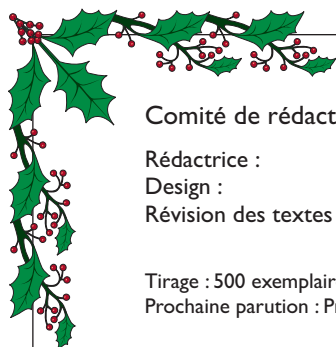 Comité de rédact
Rédactrice :
Design :
Révision des textes
Tirage : 500 exemplair
Prochaine parution : P